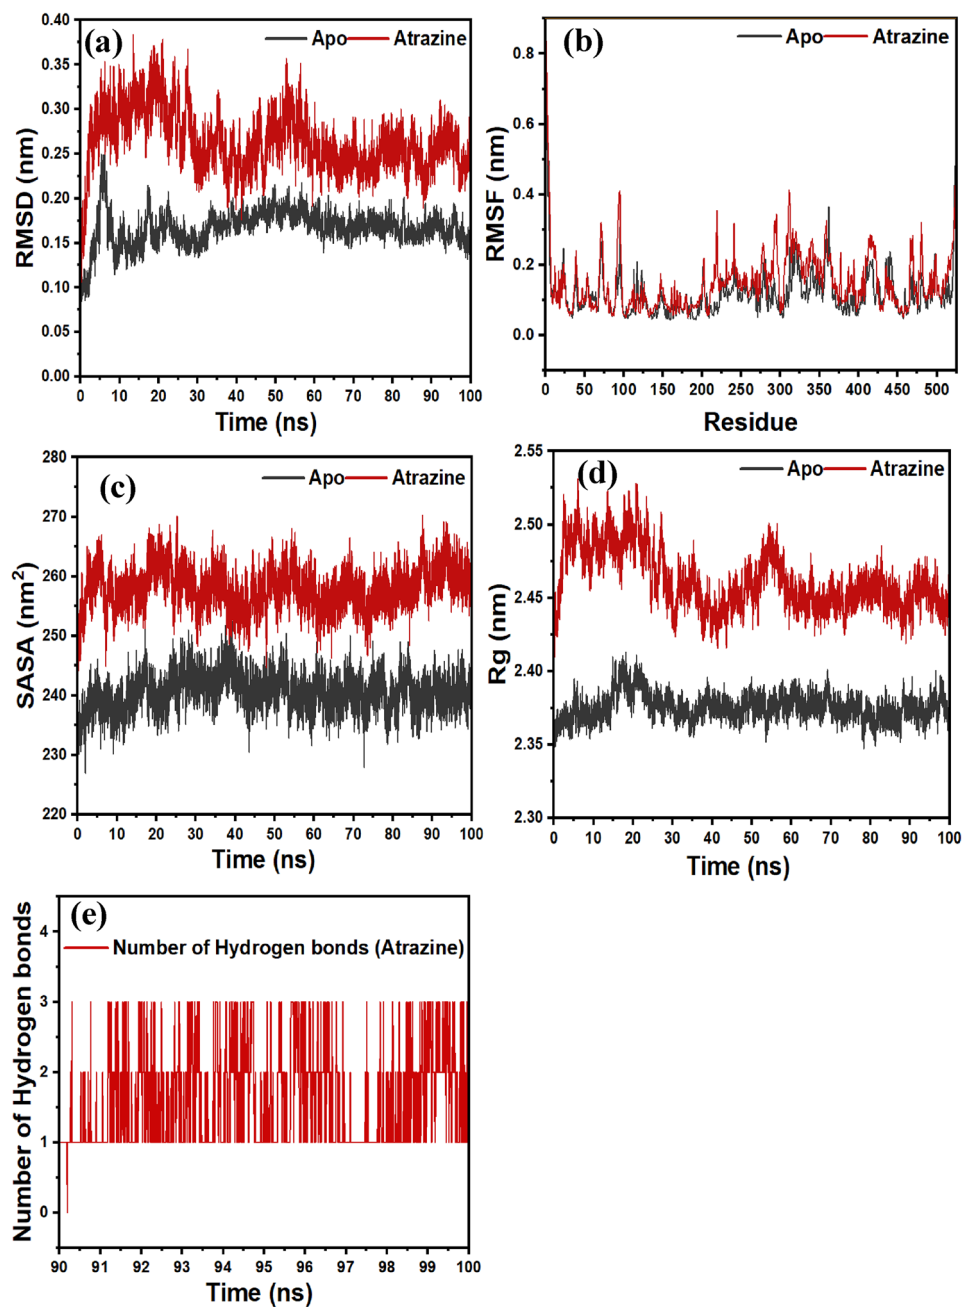 (a)
Apo Atrazine
RMSD (nm)
0.40
0.35
0.30
0.25
0.20
0.15
0.10
0.05
0.00
0 10 20 30 40 50 60 70 80 90 100
Time (ns)
(b)
Apo Atrazine
RMSF (nm)
0.8
0.6
0.4
0.2
0.0
0 50 100 150 200 250 300 350 400 450 500
Residue
(c)
Apo Atrazine
SASA (nm²)
280
270
260
250
240
230
220
0 10 20 30 40 50 60 70 80 90 100
Time (ns)
(d)
Apo Atrazine
Rg (nm)
2.55
2.50
2.45
2.40
2.35
2.30
0 10 20 30 40 50 60 70 80 90 100
Time (ns)
(e)
Number of Hydrogen bonds (Atrazine)
Number of Hydrogen bonds
4
3
2
1
0
90 91 92 93 94 95 96 97 98 99 100
Time (ns)